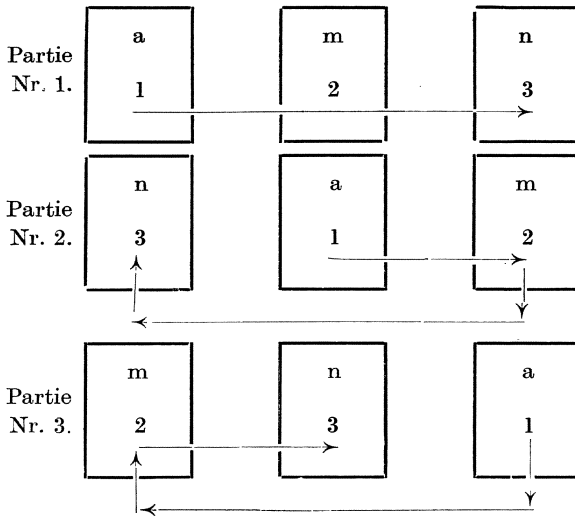 a m n
Partie
Nr. 1. 1 2 3
n a m
Partie
Nr. 2. 3 1 2
m n a
Partie
Nr. 3. 2 3 1